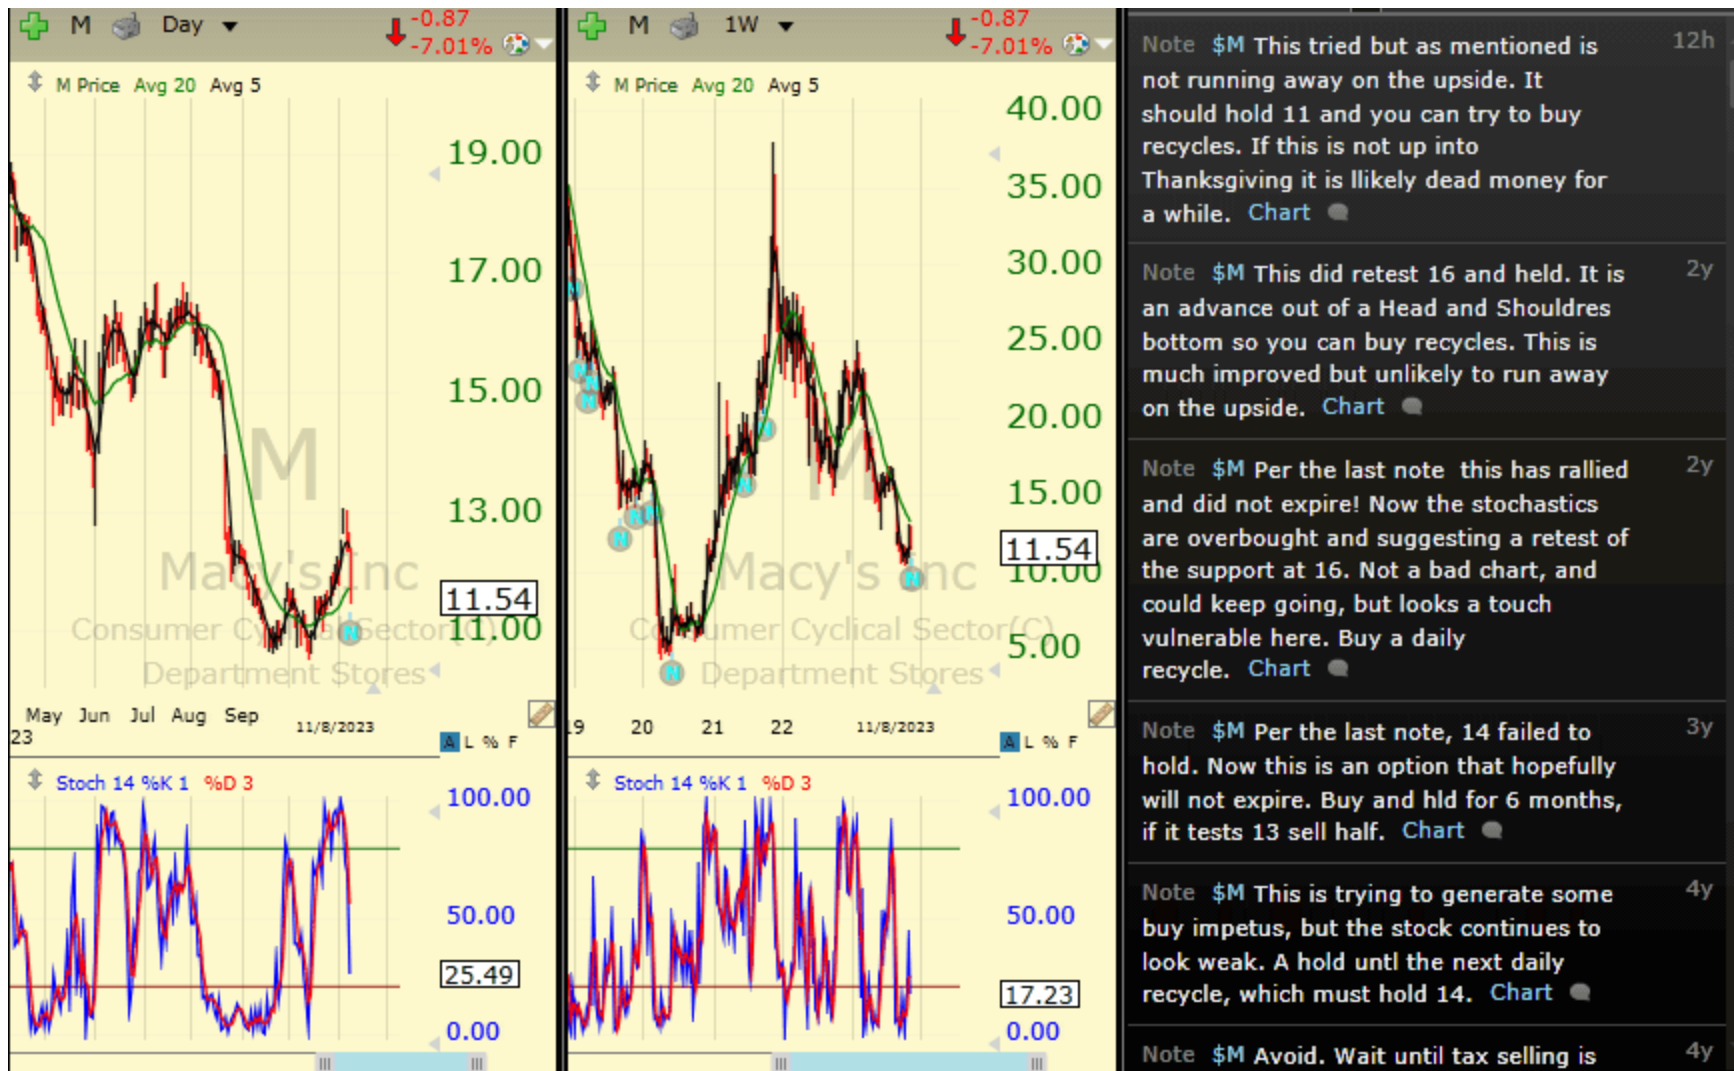 M Day
-0.87
-7.01%
M Price Avg 20 Avg 5
19.00
17.00
15.00
13.00
11.54
11.00
M
Macy's Inc
Consumer Cyclical Sector(C)
Department Stores
May Jun Jul Aug Sep
23
11/8/2023
A L % F
Stoch 14 %K 1 %D 3
100.00
50.00
25.49
0.00
N
M 1W
-0.87
-7.01%
M Price Avg 20 Avg 5
40.00
35.00
30.00
25.00
20.00
15.00
11.54
10.00
5.00
M
Macy's Inc
Consumer Cyclical Sector(C)
Department Stores
N
N
N
N
N
N
N
N
N
N
N
19 20 21 22 11/8/2023
A L % F
Stoch 14 %K 1 %D 3
100.00
50.00
17.23
0.00
Note $M This tried but as mentioned is 12h
not running away on the upside. It
should hold 11 and you can try to buy
recycles. If this is not up into
Thanksgiving it is llikely dead money for
a while. Chart
Note $M This did retest 16 and held. It is 2y
an advance out of a Head and Shouldres
bottom so you can buy recycles. This is
much improved but unlikely to run away
on the upside. Chart
Note $M Per the last note this has rallied 2y
and did not expire! Now the stochastics
are overbought and suggesting a retest of
the support at 16. Not a bad chart, and
could keep going, but looks a touch
vulnerable here. Buy a daily
recycle. Chart
Note $M Per the last note, 14 failed to 3y
hold. Now this is an option that hopefully
will not expire. Buy and hld for 6 months,
if it tests 13 sell half. Chart
Note $M This is trying to generate some 4y
buy impetus, but the stock continues to
look weak. A hold untl the next daily
recycle, which must hold 14. Chart
Note $M Avoid. Wait until tax selling is 4y